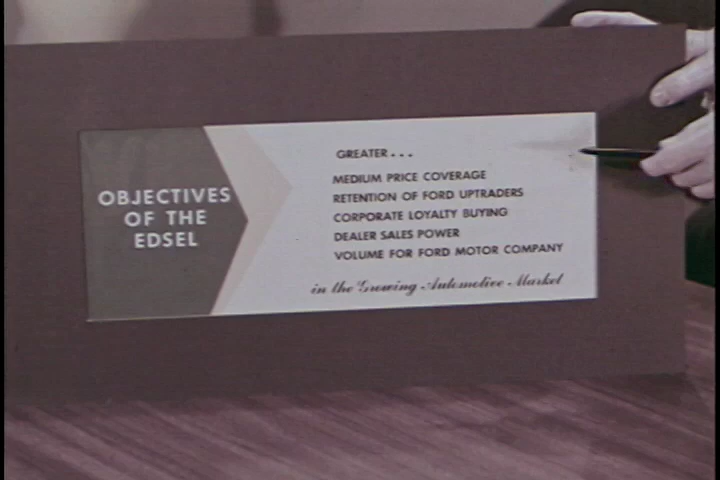 OBJECTIVES
OF THE
EDSEL
GREATER...
MEDIUM PRICE COVERAGE
RETENTION OF FORD UPTRADERS
CORPORATE LOYALTY BUYING
DEALER SALES POWER
VOLUME FOR FORD MOTOR COMPANY
in the Growing Automotive Market